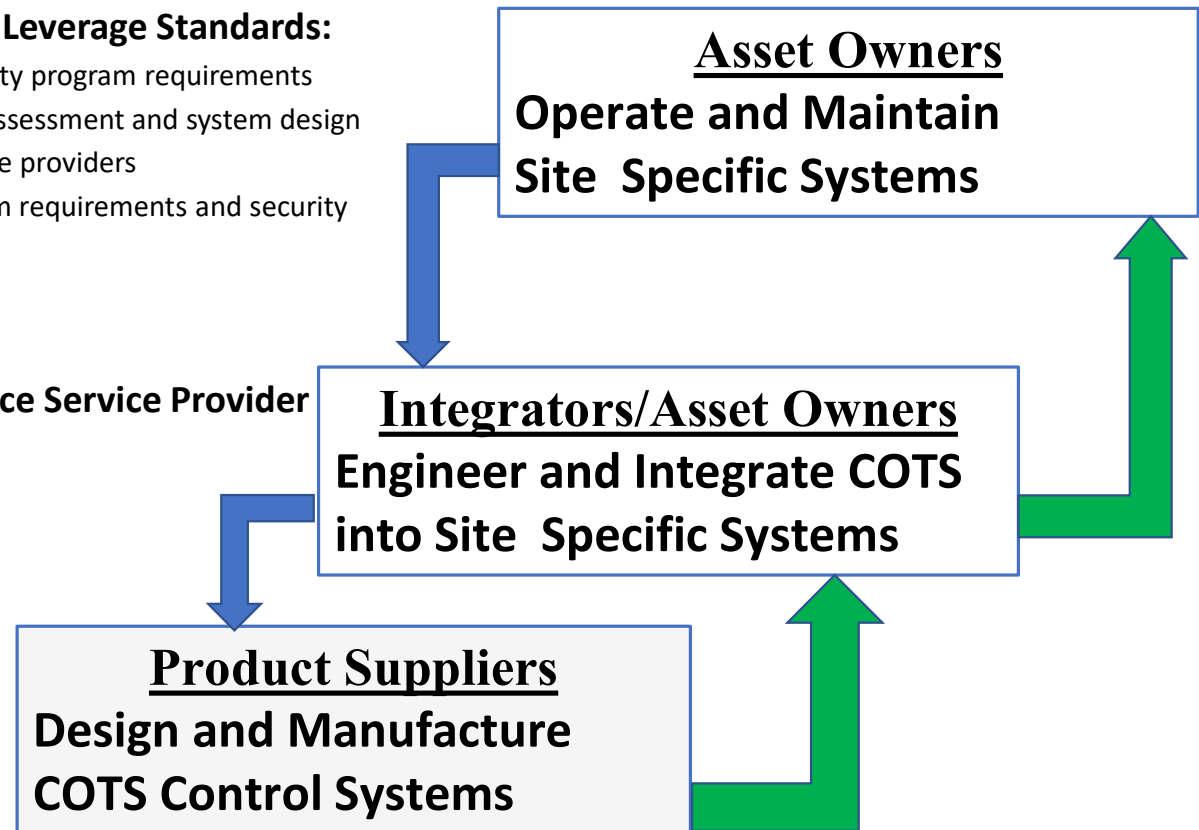 Leverage Standards:
ty program requirements
ssessment and system design
e providers
n requirements and security
Asset Owners
Operate and Maintain
Site Specific Systems
ce Service Provider
Integrators/Asset Owners
Engineer and Integrate COTS
into Site Specific Systems
Product Suppliers
Design and Manufacture
COTS Control Systems